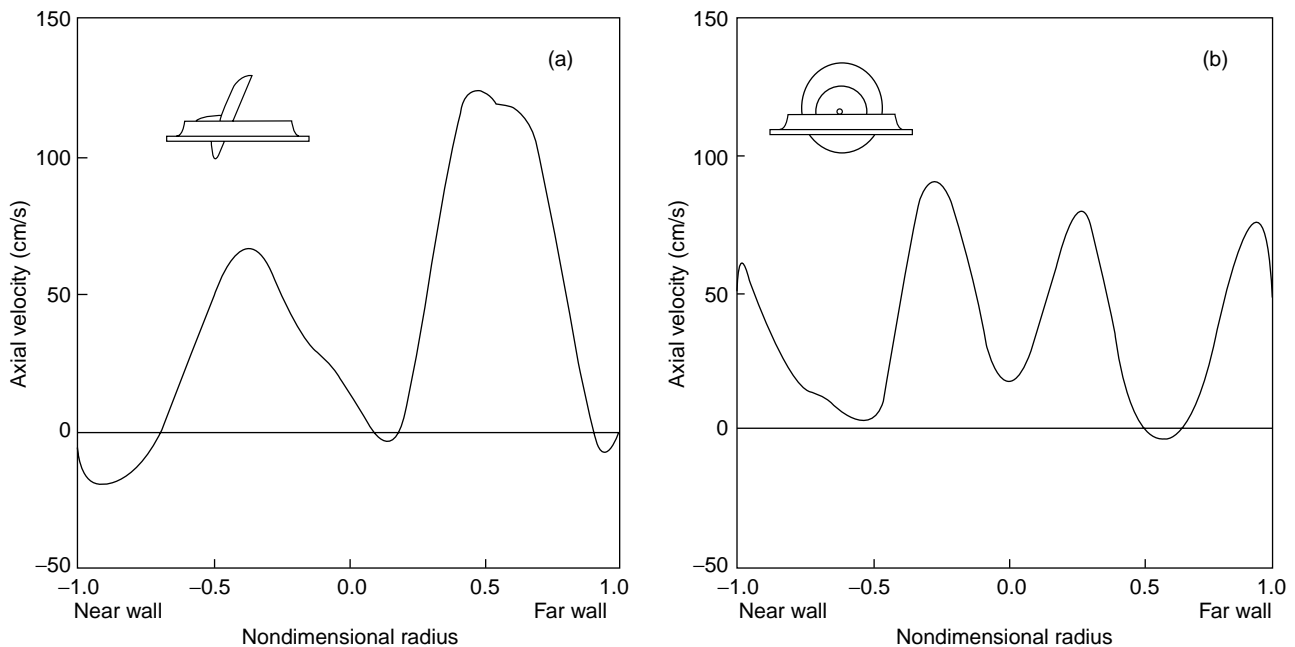 150
100
50
0
–50
Axial velocity (cm/s)
(a)
–1.0
–0.5
0.0
0.5
1.0
Near wall
Far wall
Nondimensional radius
150
100
50
0
–50
Axial velocity (cm/s)
(b)
–1.0
–0.5
0.0
0.5
1.0
Near wall
Far wall
Nondimensional radius